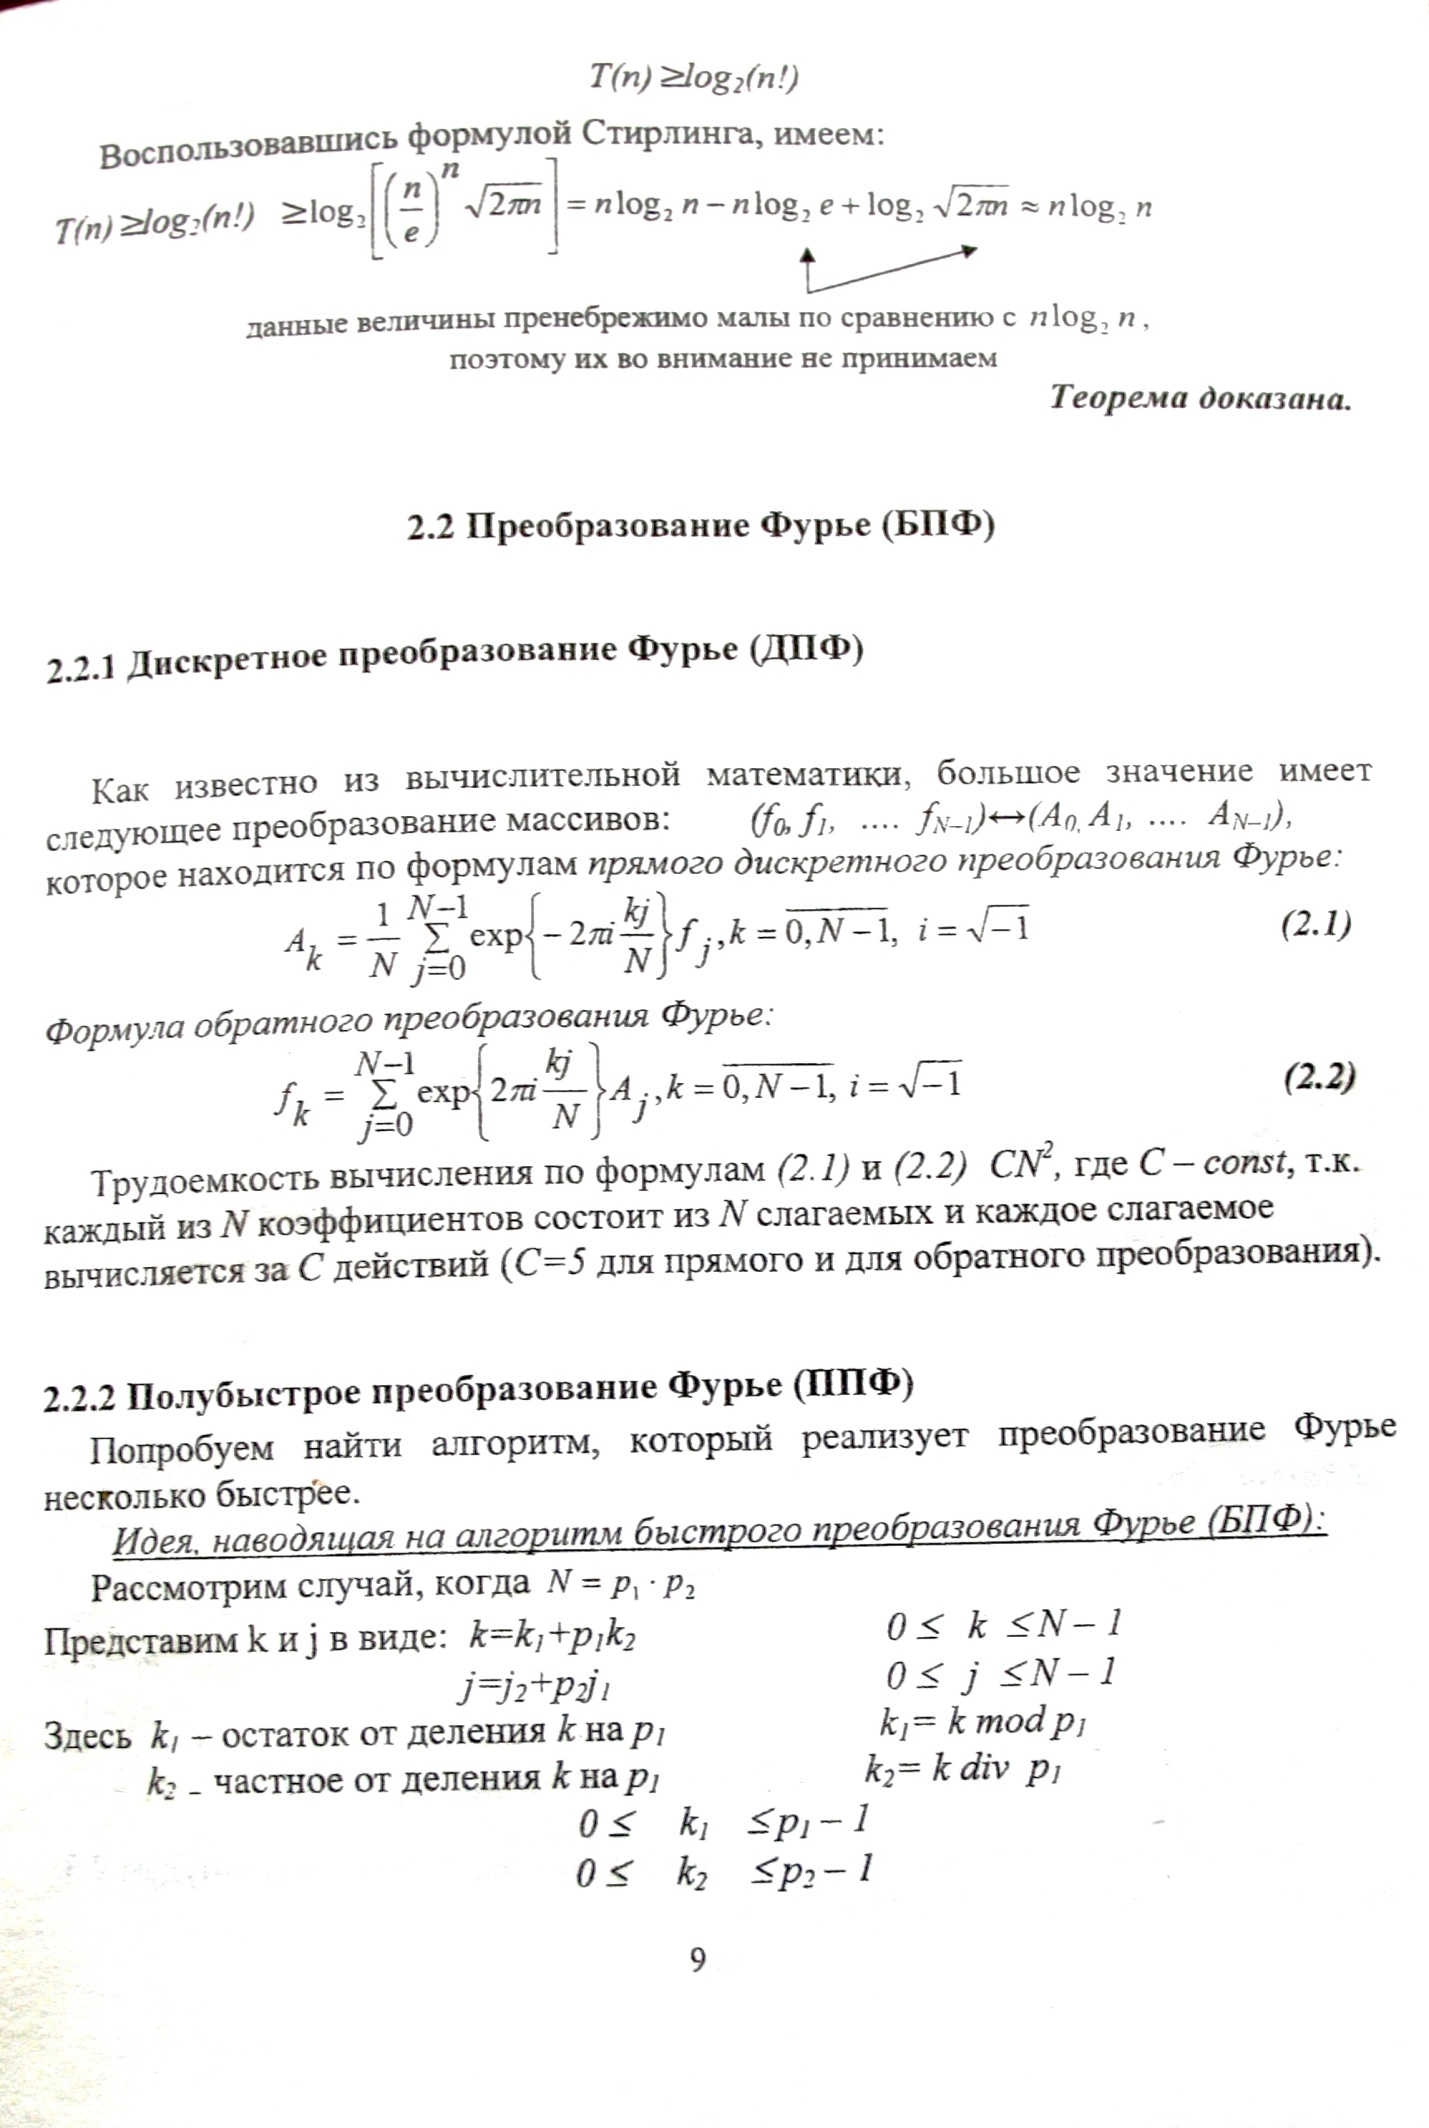 T(n) ≥log₂(n!)
Воспользовавшись формулой Стирлинга, имеем:
T(n) ≥log₂(n!) ≥log₂[(n/e)ⁿ √2πn] = n log₂ n − n log₂ e + log₂ √2πn ≈ n log₂ n
данные величины пренебрежимо малы по сравнению с n log₂ n ,
поэтому их во внимание не принимаем
Теорема доказана.
2.2 Преобразование Фурье (БПФ)
2.2.1 Дискретное преобразование Фурье (ДПФ)
Как известно из вычислительной математики, большое значение имеет
следующее преобразование массивов: (f₀, f₁, .... f_N–1)↔(A₀, A₁, .... A_N–1),
которое находится по формулам прямого дискретного преобразования Фурье:
A_k = 1/N N−1 Σ j=0 exp{− 2πi kj/N} f_j, k = 0, N − 1, i = √−1 (2.1)
Формула обратного преобразования Фурье:
f_k = N−1 Σ j=0 exp{2πi kj/N} A_j, k = 0, N − 1, i = √−1 (2.2)
Трудоемкость вычисления по формулам (2.1) и (2.2) CN², где C – const, т.к.
каждый из N коэффициентов состоит из N слагаемых и каждое слагаемое
вычисляется за C действий (C=5 для прямого и для обратного преобразования).
2.2.2 Полубыстрое преобразование Фурье (ППФ)
Попробуем найти алгоритм, который реализует преобразование Фурье
несколько быстрее.
Идея, наводящая на алгоритм быстрого преобразования Фурье (БПФ):
Рассмотрим случай, когда N = p₁ · p₂
Представим k и j в виде: k=k₁+p₁k₂ 0 ≤ k ≤N – 1
j=j₂+p₂j₁ 0 ≤ j ≤N – 1
Здесь k₁ – остаток от деления k на p₁ k₁= k mod p₁
k₂ – частное от деления k на p₁ k₂= k div p₁
0 ≤ k₁ ≤p₁ – 1
0 ≤ k₂ ≤p₂ – 1
9